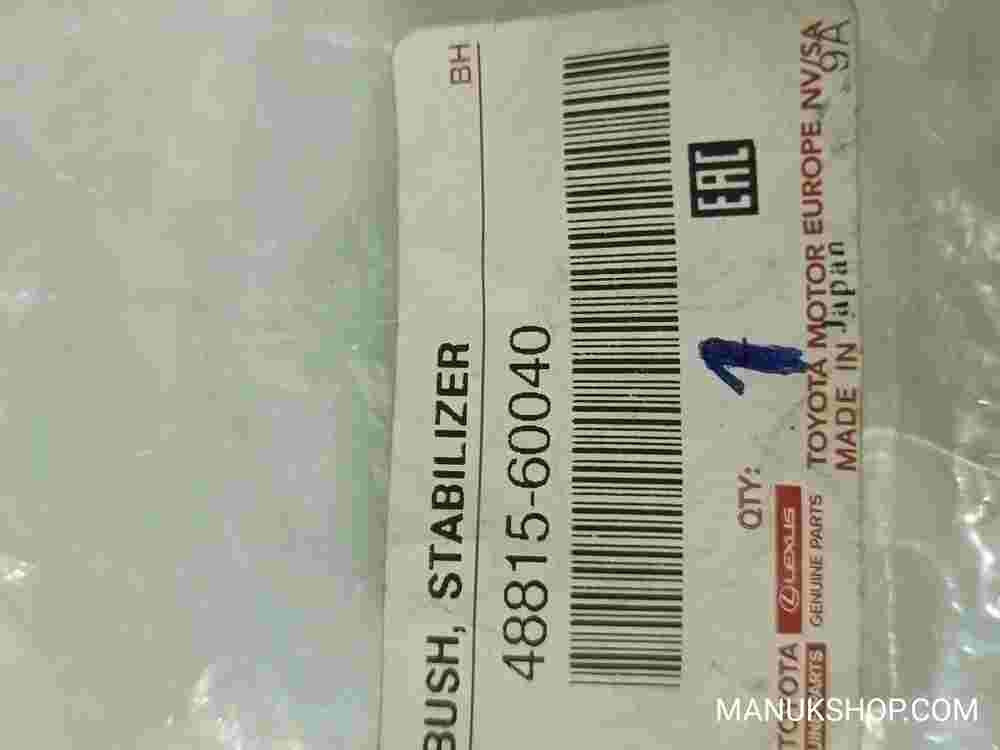 BH
BUSH, STABILIZER
48815-60040
EAC
QTY: 1
TOYOTA LEXUS
GENUINE PARTS
TOYOTA MOTOR EUROPE NV/SA
MADE IN Japan 9A
MANUKSHOP.COM